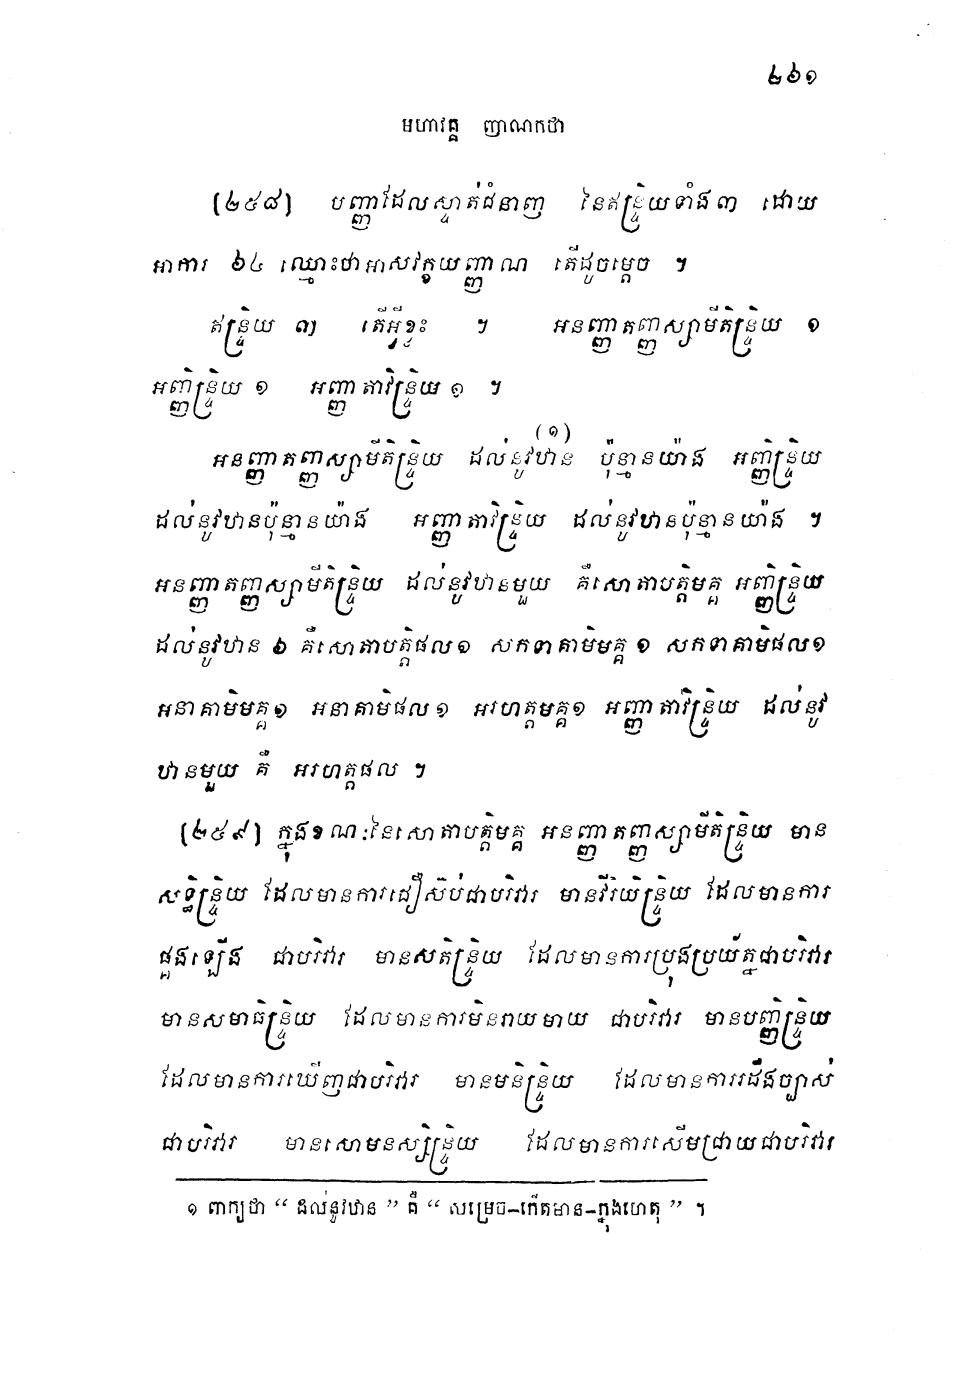 ២៦១
មហាវគ្គ ញាណកថា
[២៥៨] បញ្ញាដែលស្ទាត់ជំនាញ នៃឥន្ទ្រិយទាំង៣ ដោយ
អាការ ៦៤ ឈ្មោះថាអាសវក្ខយញ្ញាណ តើដូចម្តេច ។
ឥន្ទ្រិយ ៣ តើអ្វីខ្លះ ។ អនញ្ញាតញ្ញស្សាមីតិន្ទ្រិយ ១
អញ្ញិន្ទ្រិយ ១ អញ្ញាតាវិន្ទ្រិយ ១ ។
អនញ្ញាតញ្ញស្សាមីតិន្ទ្រិយ ដល់នូវឋាន (១) ប៉ុន្មានយ៉ាង អញ្ញិន្ទ្រិយ
ដល់នូវឋានប៉ុន្មានយ៉ាង អញ្ញាតាវិន្ទ្រិយ ដល់នូវឋានប៉ុន្មានយ៉ាង ។
អនញ្ញាតញ្ញស្សាមីតិន្ទ្រិយ ដល់នូវឋានមួយ គឺសោតាបត្តិមគ្គ អញ្ញិន្ទ្រិយ
ដល់នូវឋាន ៦ គឺសោតាបត្តិផល១ សកទាគាមិមគ្គ ១ សកទាគាមិផល១
អនាគាមិមគ្គ១ អនាគាមិផល១ អរហត្តមគ្គ១ អញ្ញាតាវិន្ទ្រិយ ដល់នូវ
ឋានមួយ គឺ អរហត្តផល ។
[២៥៩] ក្នុងខណៈនៃសោតាបត្តិមគ្គ អនញ្ញាតញ្ញស្សាមីតិន្ទ្រិយ មាន
សទ្ធិន្ទ្រិយ ដែលមានការជឿស៊ប់ជាបរិវារ មានវីរិយិន្ទ្រិយ ដែលមានការ
ផ្គងឡើង ជាបរិវារ មានសតិន្ទ្រិយ ដែលមានការប្រុងប្រយ័ត្នជាបរិវារ
មានសមាធិន្ទ្រិយ ដែលមានការមិនរាយមាយ ជាបរិវារ មានបញ្ញិន្ទ្រិយ
ដែលមានការឃើញជាបរិវារ មានមនិន្ទ្រិយ ដែលមានការដឹងច្បាស់
ជាបរិវារ មានសោមនស្សិន្ទ្រិយ ដែលមានការសើមជ្រាយជាបរិវារ
១ ពាក្យថា “ ដល់នូវឋាន ” គឺ “ សម្រេច–កើតមាន–ក្នុងហេតុ ” ។